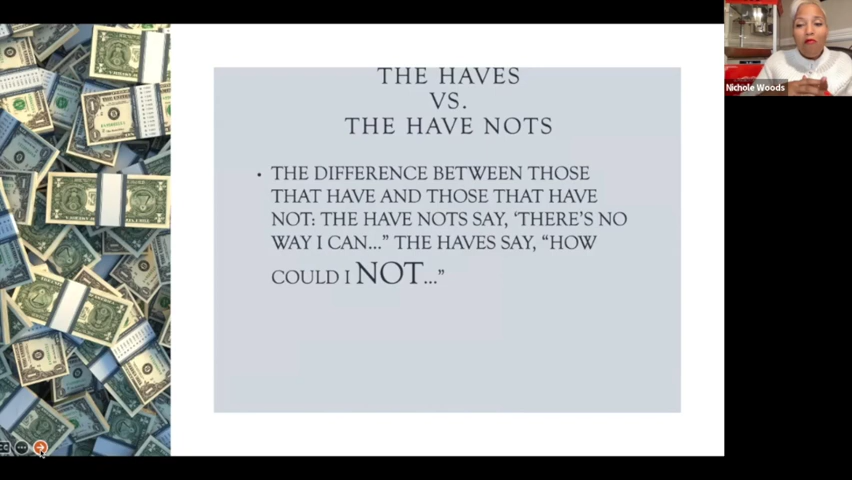 THE HAVES
VS.
THE HAVE NOTS
• THE DIFFERENCE BETWEEN THOSE
THAT HAVE AND THOSE THAT HAVE
NOT: THE HAVE NOTS SAY, ‘THERE’S NO
WAY I CAN…” THE HAVES SAY, “HOW
COULD I NOT…”
Nichole Woods
CC